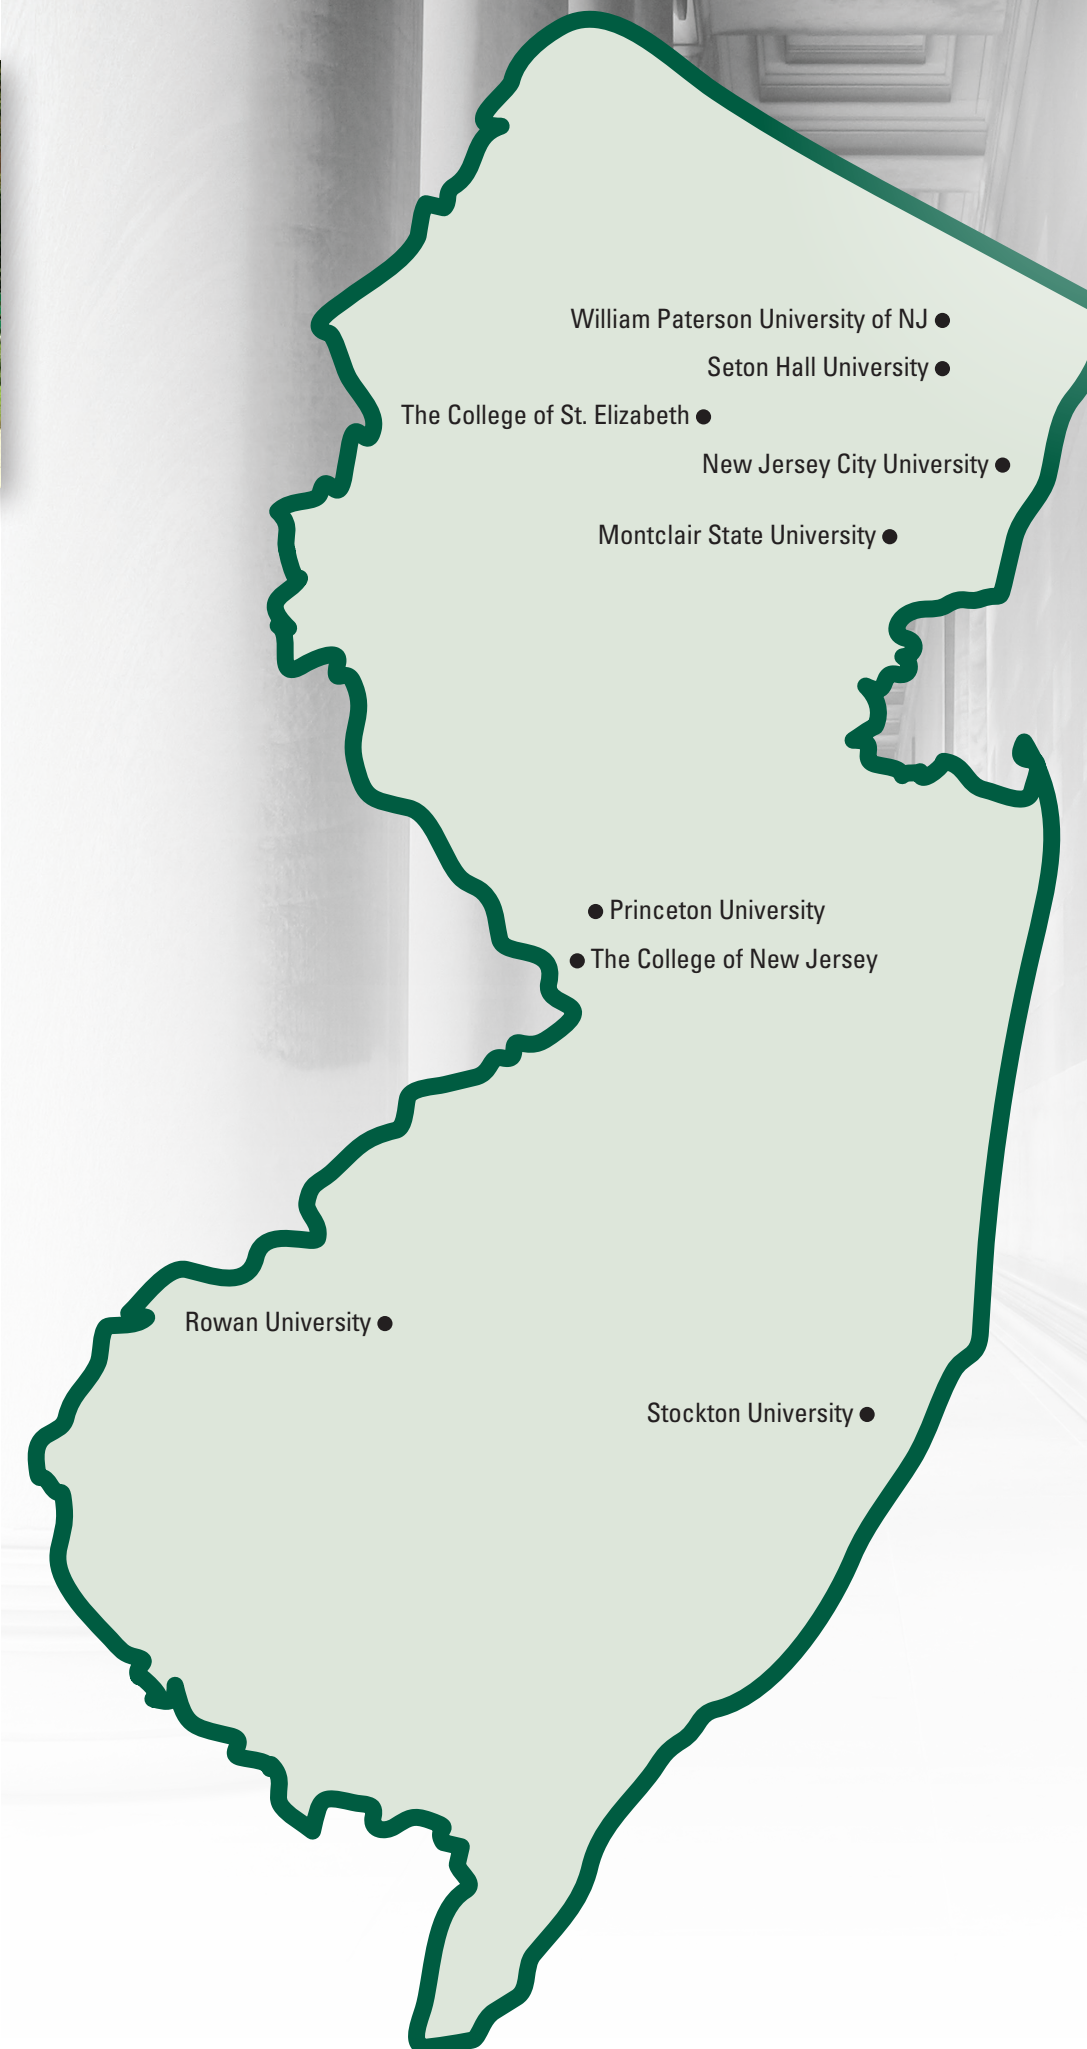 William Paterson University of NJ
Seton Hall University
The College of St. Elizabeth
New Jersey City University
Montclair State University
Princeton University
The College of New Jersey
Rowan University
Stockton University